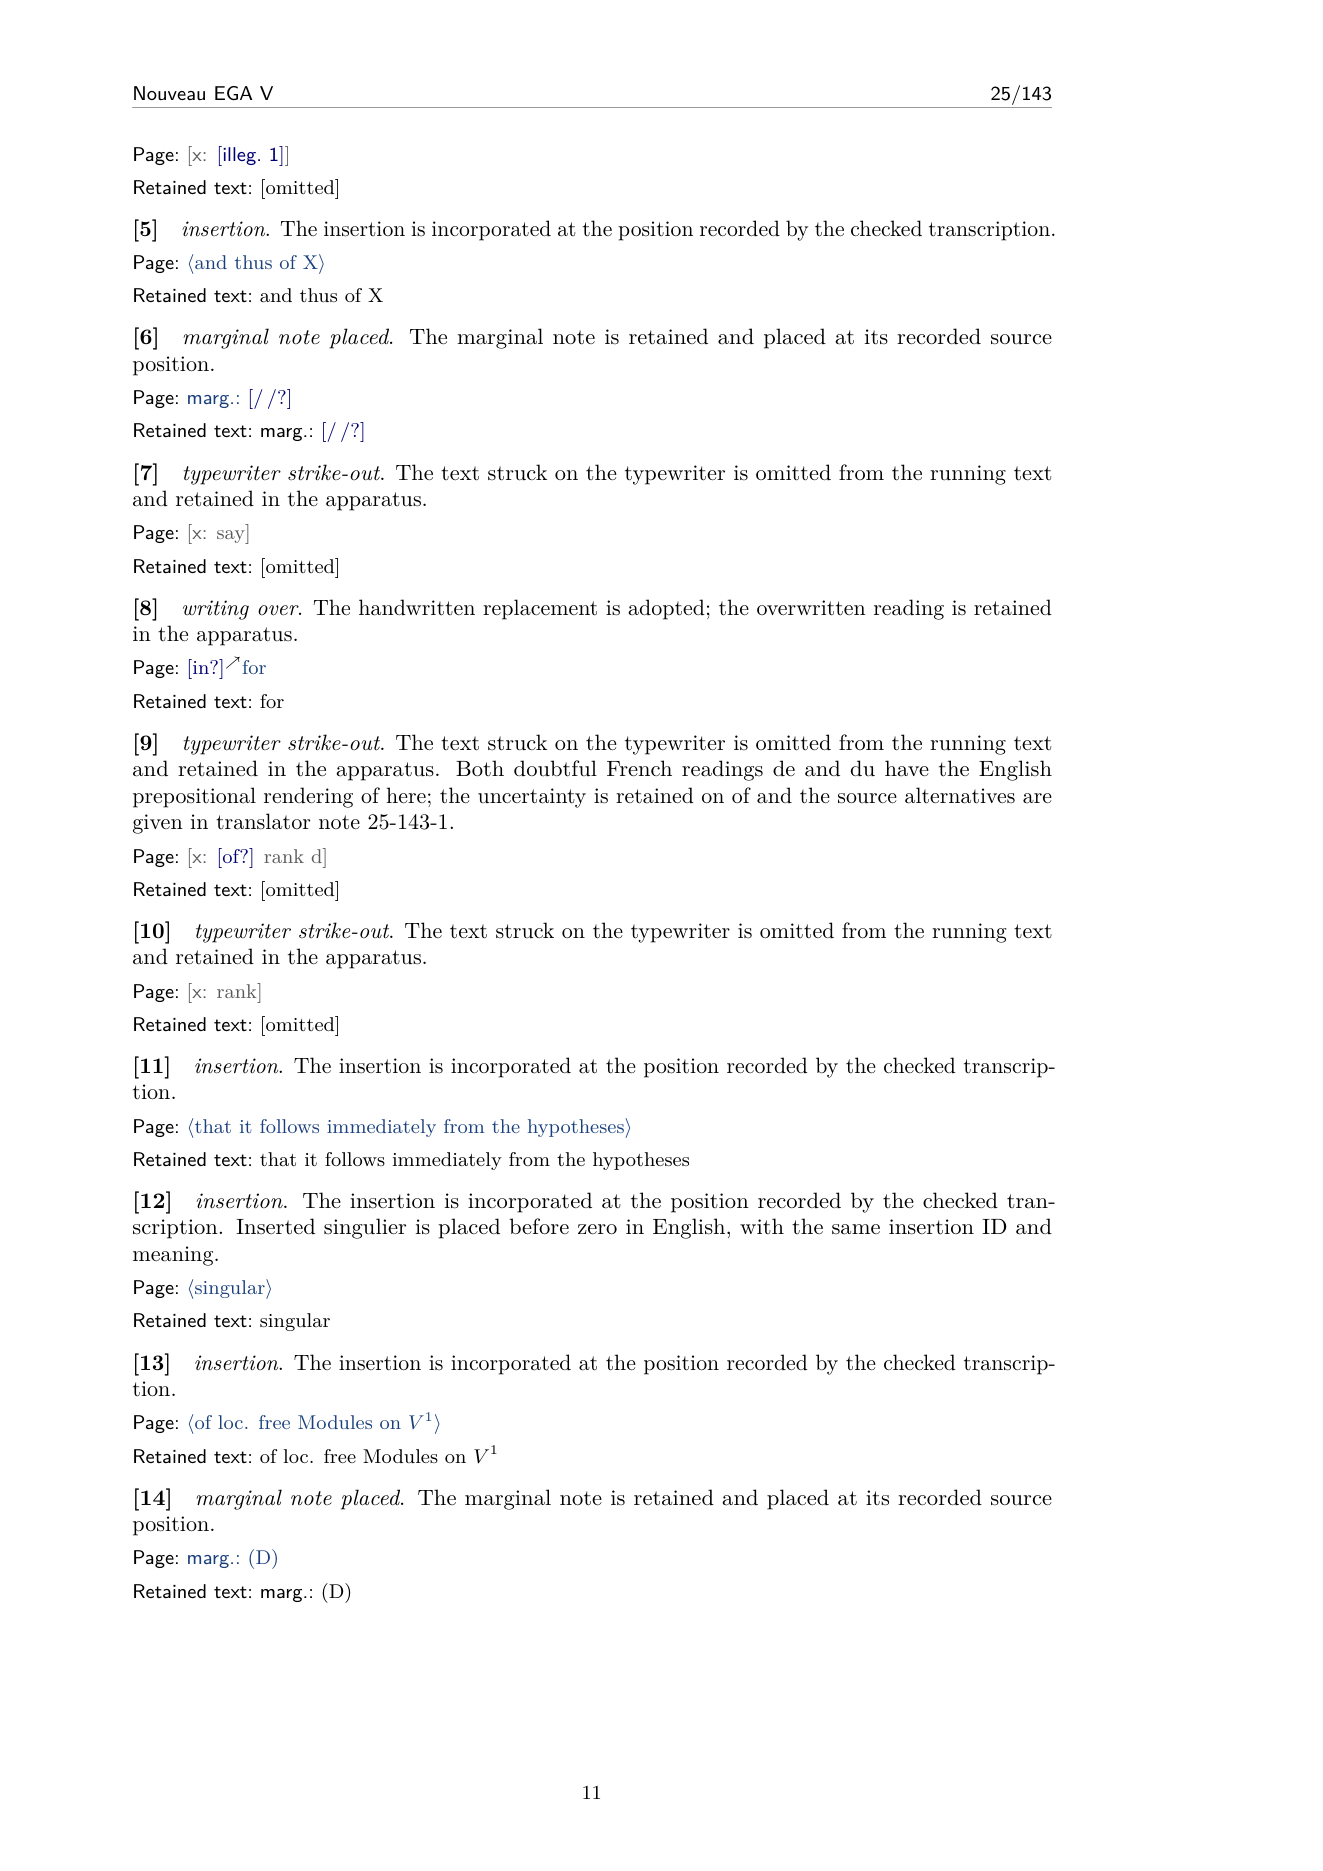 Nouveau EGA V 25/143
Page: [x: [illeg. 1]]
Retained text: [omitted]
[5] insertion. The insertion is incorporated at the position recorded by the checked transcription.
Page: ⟨and thus of X⟩
Retained text: and thus of X
[6] marginal note placed. The marginal note is retained and placed at its recorded source
position.
Page: marg.: [/ /?]
Retained text: marg.: [/ /?]
[7] typewriter strike-out. The text struck on the typewriter is omitted from the running text
and retained in the apparatus.
Page: [x: say]
Retained text: [omitted]
[8] writing over. The handwritten replacement is adopted; the overwritten reading is retained
in the apparatus.
Page: [in?]↗for
Retained text: for
[9] typewriter strike-out. The text struck on the typewriter is omitted from the running text
and retained in the apparatus. Both doubtful French readings de and du have the English
prepositional rendering of here; the uncertainty is retained on of and the source alternatives are
given in translator note 25-143-1.
Page: [x: [of?] rank d]
Retained text: [omitted]
[10] typewriter strike-out. The text struck on the typewriter is omitted from the running text
and retained in the apparatus.
Page: [x: rank]
Retained text: [omitted]
[11] insertion. The insertion is incorporated at the position recorded by the checked transcrip-
tion.
Page: ⟨that it follows immediately from the hypotheses⟩
Retained text: that it follows immediately from the hypotheses
[12] insertion. The insertion is incorporated at the position recorded by the checked tran-
scription. Inserted singulier is placed before zero in English, with the same insertion ID and
meaning.
Page: ⟨singular⟩
Retained text: singular
[13] insertion. The insertion is incorporated at the position recorded by the checked transcrip-
tion.
Page: ⟨of loc. free Modules on V¹⟩
Retained text: of loc. free Modules on V¹
[14] marginal note placed. The marginal note is retained and placed at its recorded source
position.
Page: marg.: (D)
Retained text: marg.: (D)
11